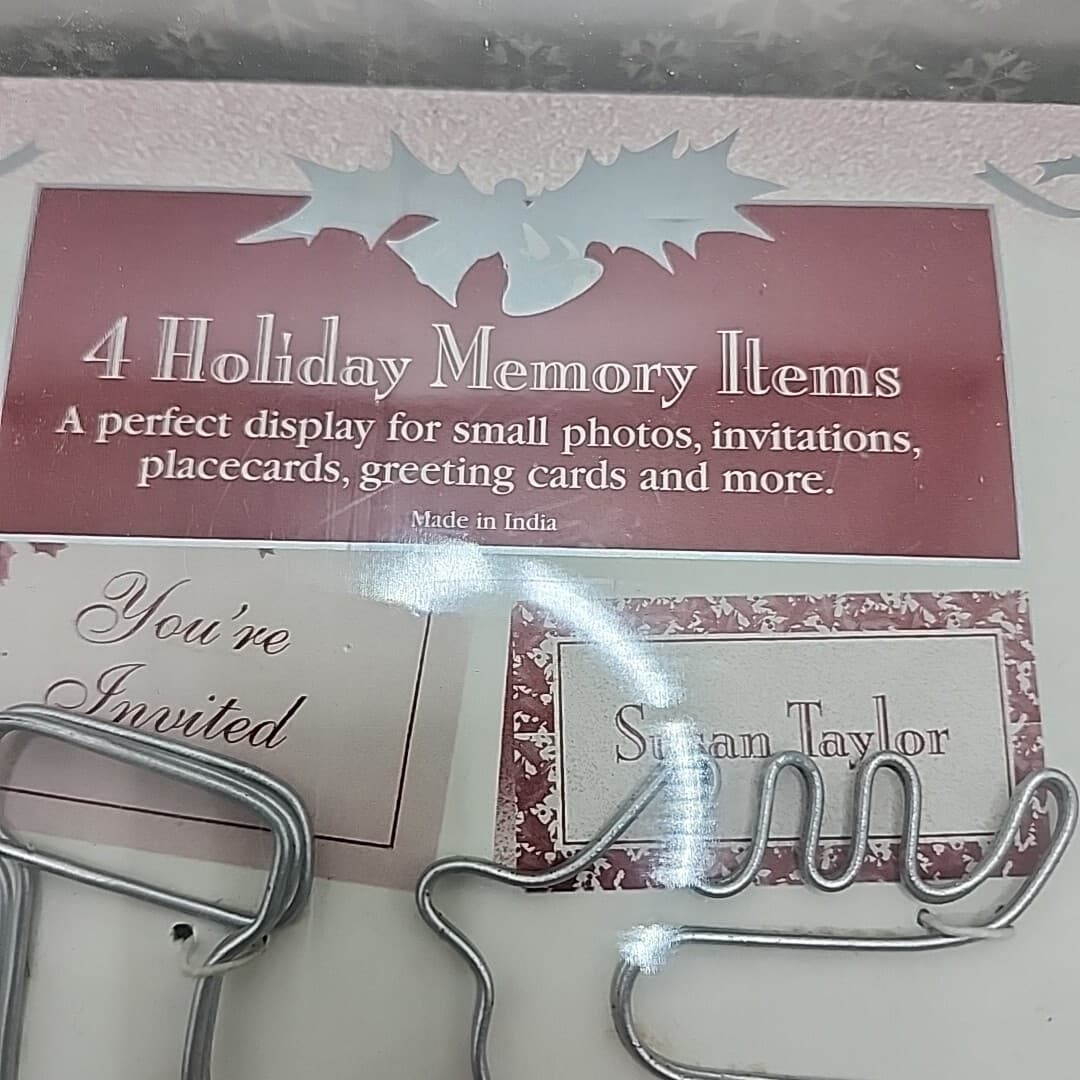 4 Holiday Memory Items
A perfect display for small photos, invitations,
placecards, greeting cards and more.
Made in India
You're
Invited
Susan Taylor